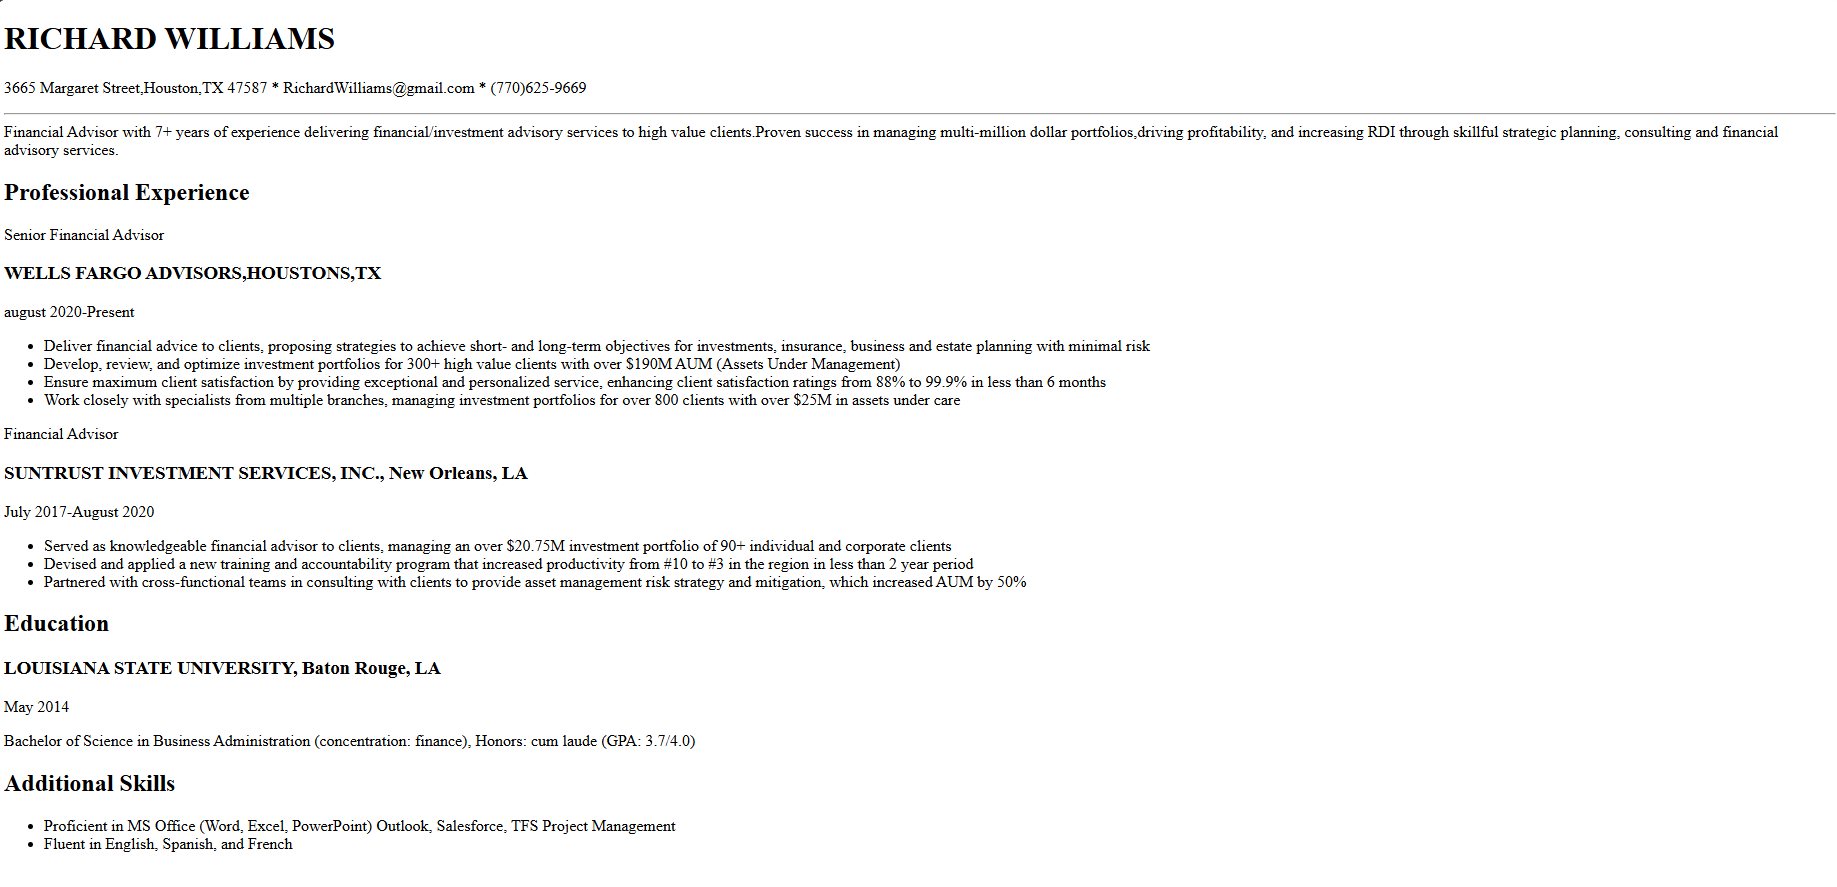 RICHARD WILLIAMS
3665 Margaret Street,Houston,TX 47587 * RichardWilliams@gmail.com * (770)625-9669
Financial Advisor with 7+ years of experience delivering financial/investment advisory services to high value clients.Proven success in managing multi-million dollar portfolios,driving profitability, and increasing RDI through skillful strategic planning, consulting and financial
advisory services.
Professional Experience
Senior Financial Advisor
WELLS FARGO ADVISORS,HOUSTONS,TX
august 2020-Present
• Deliver financial advice to clients, proposing strategies to achieve short- and long-term objectives for investments, insurance, business and estate planning with minimal risk
• Develop, review, and optimize investment portfolios for 300+ high value clients with over $190M AUM (Assets Under Management)
• Ensure maximum client satisfaction by providing exceptional and personalized service, enhancing client satisfaction ratings from 88% to 99.9% in less than 6 months
• Work closely with specialists from multiple branches, managing investment portfolios for over 800 clients with over $25M in assets under care
Financial Advisor
SUNTRUST INVESTMENT SERVICES, INC., New Orleans, LA
July 2017-August 2020
• Served as knowledgeable financial advisor to clients, managing an over $20.75M investment portfolio of 90+ individual and corporate clients
• Devised and applied a new training and accountability program that increased productivity from #10 to #3 in the region in less than 2 year period
• Partnered with cross-functional teams in consulting with clients to provide asset management risk strategy and mitigation, which increased AUM by 50%
Education
LOUISIANA STATE UNIVERSITY, Baton Rouge, LA
May 2014
Bachelor of Science in Business Administration (concentration: finance), Honors: cum laude (GPA: 3.7/4.0)
Additional Skills
• Proficient in MS Office (Word, Excel, PowerPoint) Outlook, Salesforce, TFS Project Management
• Fluent in English, Spanish, and French